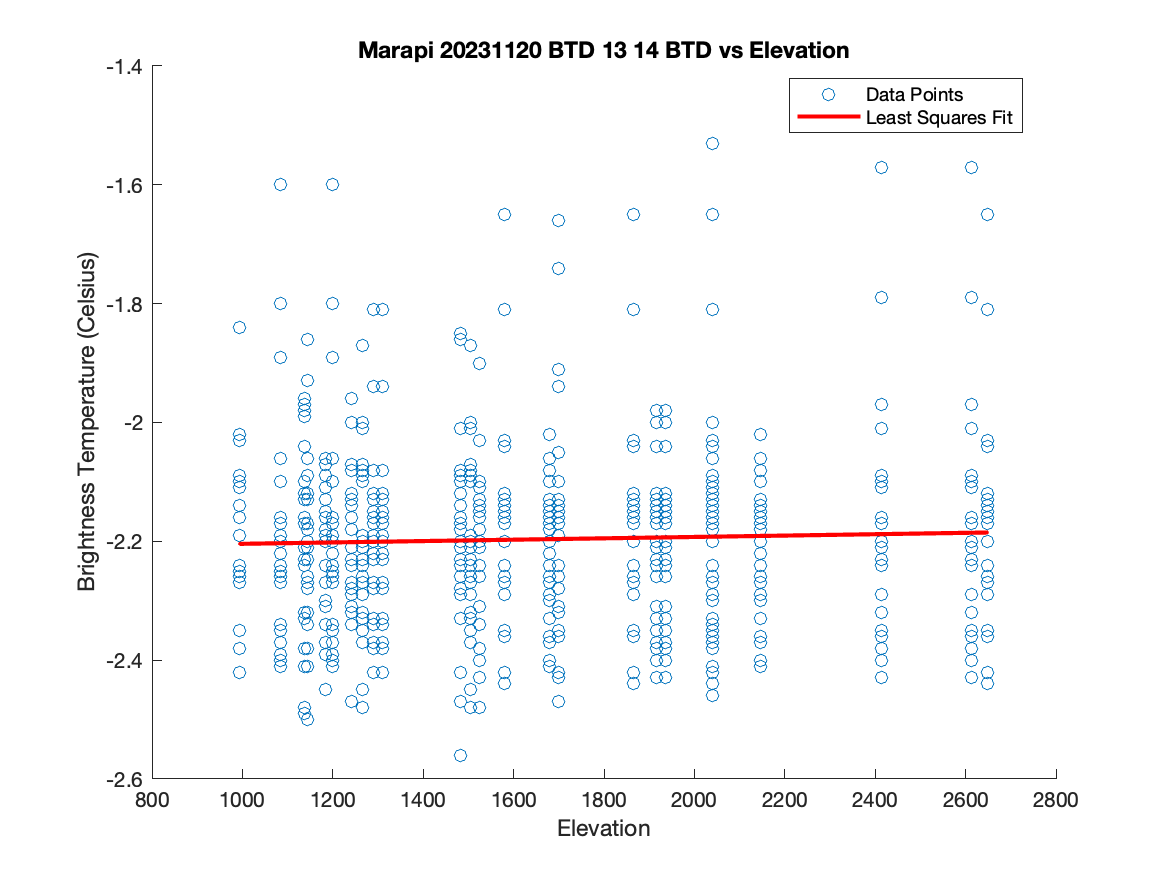 Marapi 20231120 BTD 13 14 BTD vs Elevation
Data Points
Least Squares Fit
Brightness Temperature (Celsius)
-1.4
-1.6
-1.8
-2
-2.2
-2.4
-2.6
800 1000 1200 1400 1600 1800 2000 2200 2400 2600 2800
Elevation